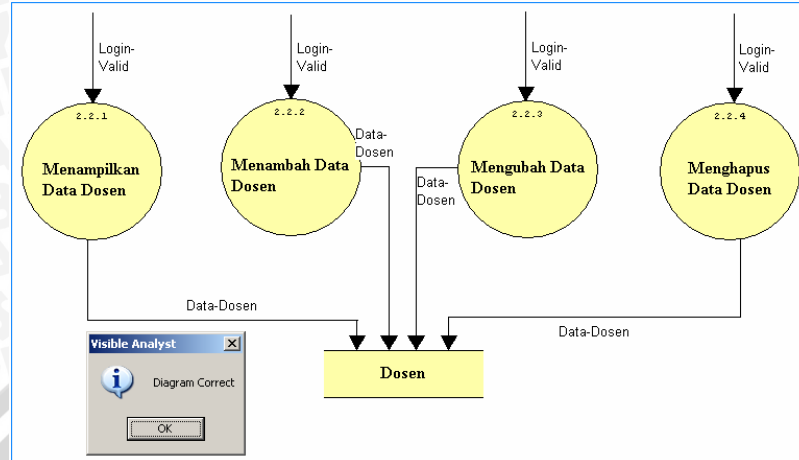 Login-
Valid
Login-
Valid
Login-
Valid
Login-
Valid
2.2.1
Menampilkan
Data Dosen
2.2.2
Menambah Data
Dosen
Data-
Dosen
2.2.3
Mengubah Data
Dosen
Data-
Dosen
2.2.4
Menghapus
Data Dosen
Data-Dosen
Data-Dosen
Dosen
Visible Analyst
Diagram Correct
OK